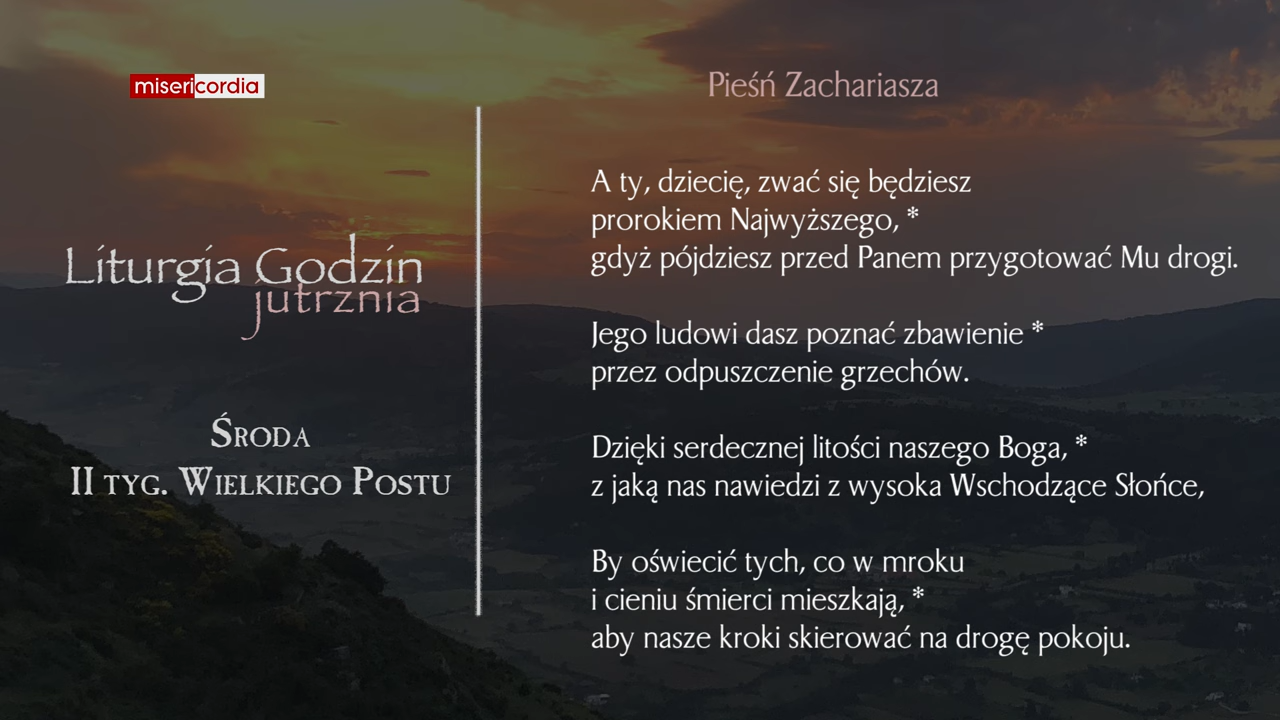 misericordia
Liturgia Godzin
jutrznia
Środa
II tyg. Wielkiego Postu
Pieśń Zachariasza
A ty, dziecię, zwać się będziesz
prorokiem Najwyższego, *
gdyż pójdziesz przed Panem przygotować Mu drogi.
Jego ludowi dasz poznać zbawienie *
przez odpuszczenie grzechów.
Dzięki serdecznej litości naszego Boga, *
z jaką nas nawiedzi z wysoka Wschodzące Słońce,
By oświecić tych, co w mroku
i cieniu śmierci mieszkają, *
aby nasze kroki skierować na drogę pokoju.